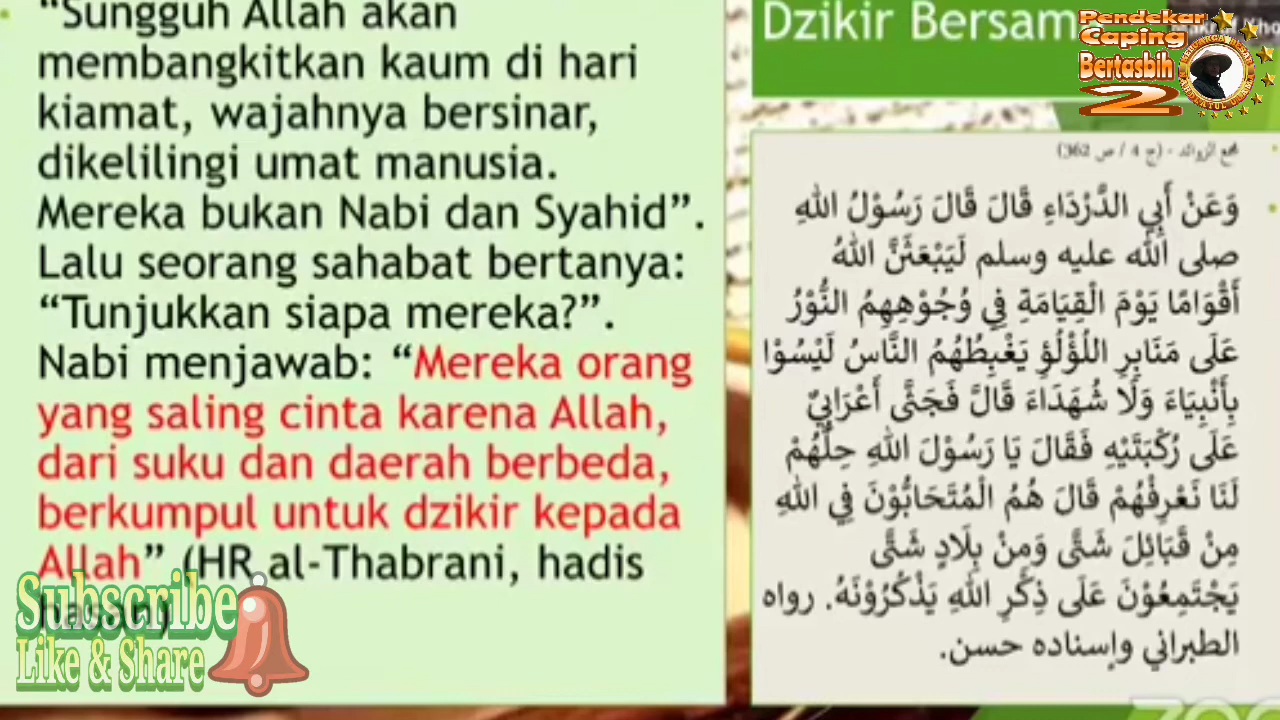 “Sungguh Allah akan
membangkitkan kaum di hari
kiamat, wajahnya bersinar,
dikelilingi umat manusia.
Mereka bukan Nabi dan Syahid”.
Lalu seorang sahabat bertanya:
“Tunjukkan siapa mereka?”.
Nabi menjawab: “Mereka orang
yang saling cinta karena Allah,
dari suku dan daerah berbeda,
berkumpul untuk dzikir kepada
Allah” (HR al-Thabrani, hadis
hasan)
Subscribe
Like & Share
Dzikir Bersama
Pendekar
Caping
Bertasbih
2
مجمع الزوائد - (ج 4 / ص 362)
وَعَنْ أَبِي الدَّرْدَاءِ قَالَ قَالَ رَسُوْلُ اللهِ
صلى الله عليه وسلم لَيَبْعَثَنَّ اللهُ
أَقْوَامًا يَوْمَ الْقِيَامَةِ فِي وُجُوْهِهِمُ النُّوْرُ
عَلَى مَنَابِرِ اللُؤْلُؤِ يَغْبِطُهُمُ النَّاسُ لَيْسُوْا
بِأَنْبِيَاءَ وَلَا شُهَدَاءَ قَالَ فَجَثَى أَعْرَابِيٌ
عَلَى رُكْبَتَيْهِ فَقَالَ يَا رَسُوْلَ اللهِ حِلُّهُمْ
لَنَا نَعْرِفْهُمْ قَالَ هُمُ الْمُتَحَابُّوْنَ فِي اللهِ
مِنْ قَبَائِلَ شَتَّى وَمِنْ بِلَادٍ شَتَّى
يَجْتَمِعُوْنَ عَلَى ذِكْرِ اللهِ يَذْكُرُوْنَهُ. رواه
الطبراني وإسناده حسن.